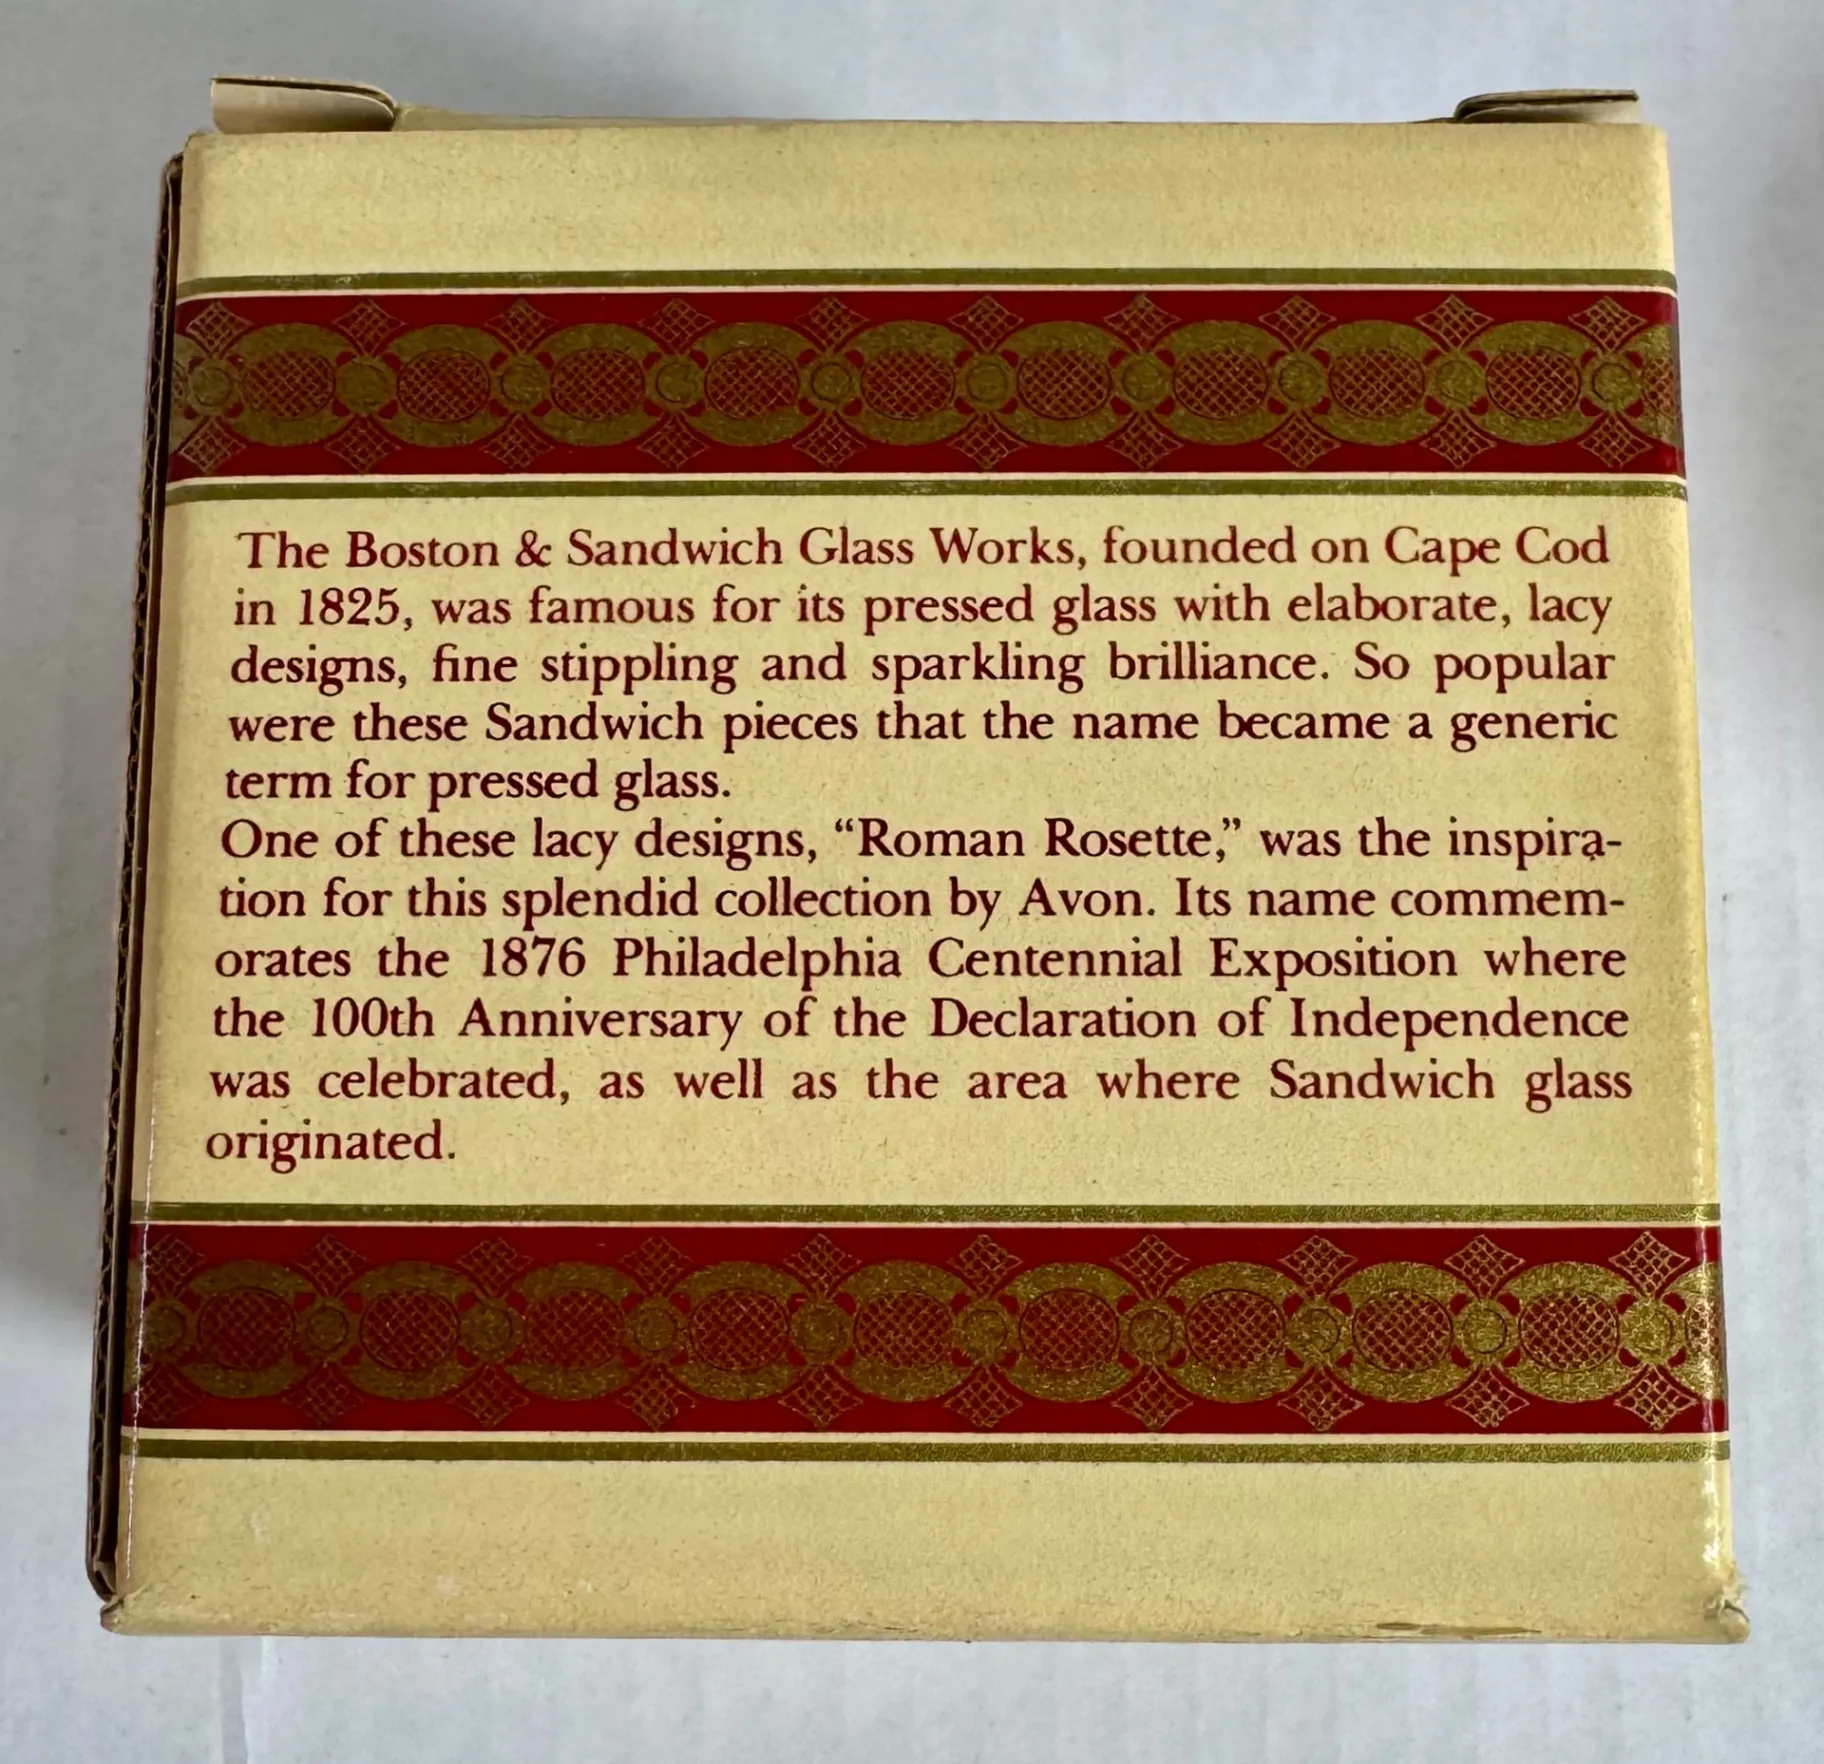 The Boston & Sandwich Glass Works, founded on Cape Cod
in 1825, was famous for its pressed glass with elaborate, lacy
designs, fine stippling and sparkling brilliance. So popular
were these Sandwich pieces that the name became a generic
term for pressed glass.
One of these lacy designs, “Roman Rosette,” was the inspira-
tion for this splendid collection by Avon. Its name commem-
orates the 1876 Philadelphia Centennial Exposition where
the 100th Anniversary of the Declaration of Independence
was celebrated, as well as the area where Sandwich glass
originated.